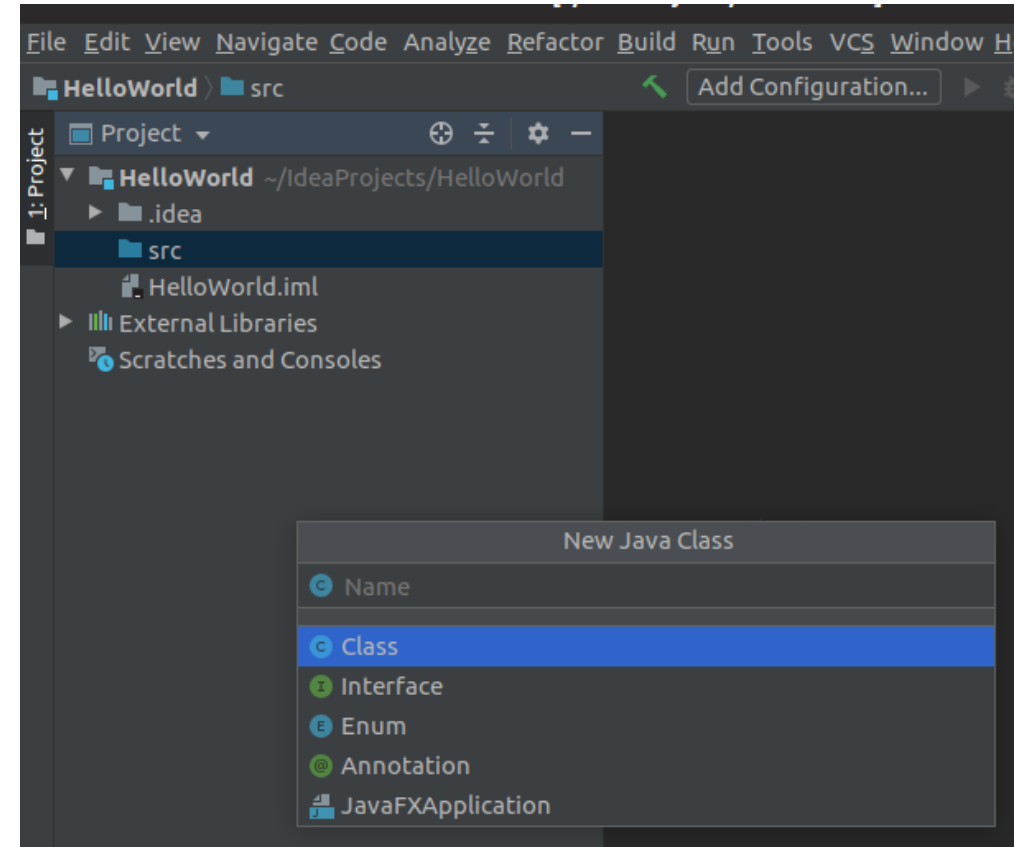 File Edit View Navigate Code Analyze Refactor Build Run Tools VCS Window H
HelloWorld src Add Configuration...
1: Project
Project
HelloWorld ~/IdeaProjects/HelloWorld
.idea
src
HelloWorld.iml
External Libraries
Scratches and Consoles
New Java Class
Name
Class
Interface
Enum
Annotation
JavaFXApplication